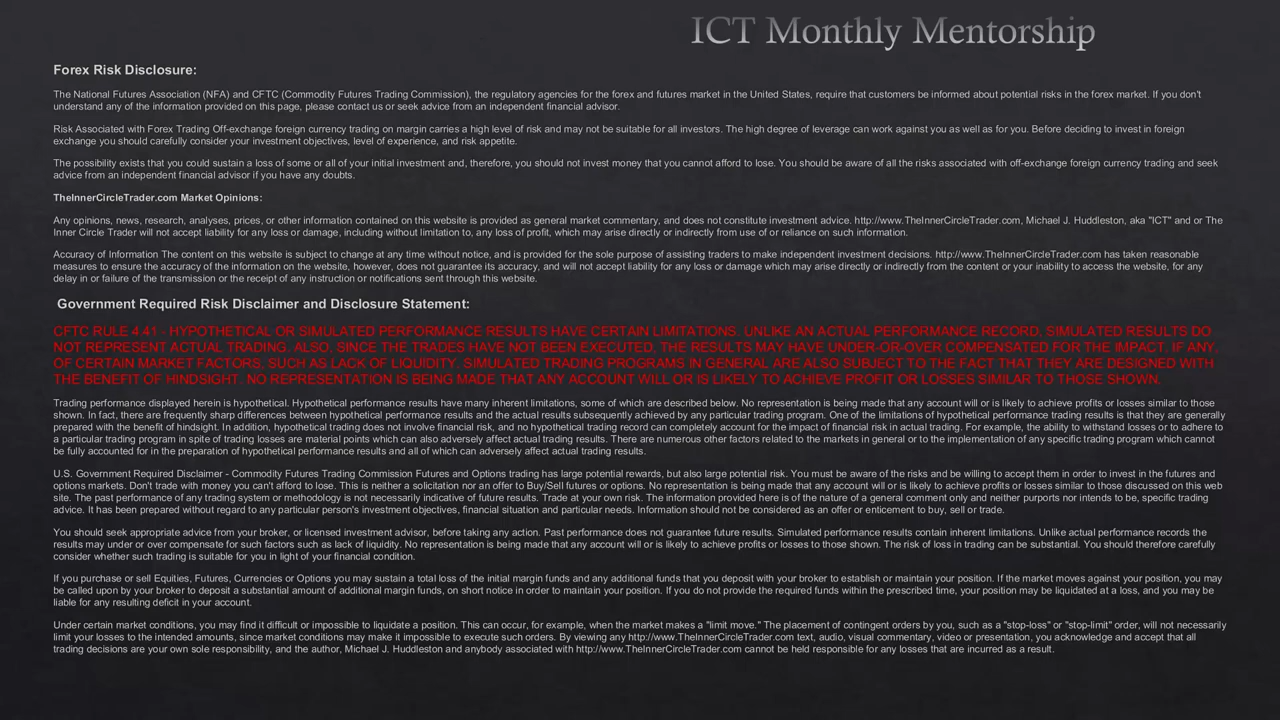 ICT Monthly Mentorship
Forex Risk Disclosure:
The National Futures Association (NFA) and CFTC (Commodity Futures Trading Commission), the regulatory agencies for the forex and futures market in the United States, require that customers be informed about potential risks in the forex market. If you don't
understand any of the information provided on this page, please contact us or seek advice from an independent financial advisor.
Risk Associated with Forex Trading Off-exchange foreign currency trading on margin carries a high level of risk and may not be suitable for all investors. The high degree of leverage can work against you as well as for you. Before deciding to invest in foreign
exchange you should carefully consider your investment objectives, level of experience, and risk appetite.
The possibility exists that you could sustain a loss of some or all of your initial investment and, therefore, you should not invest money that you cannot afford to lose. You should be aware of all the risks associated with off-exchange foreign currency trading and seek
advice from an independent financial advisor if you have any doubts.
TheInnerCircleTrader.com Market Opinions:
Any opinions, news, research, analyses, prices, or other information contained on this website is provided as general market commentary, and does not constitute investment advice. http://www.TheInnerCircleTrader.com, Michael J. Huddleston, aka "ICT" and or The
Inner Circle Trader will not accept liability for any loss or damage, including without limitation to, any loss of profit, which may arise directly or indirectly from use of or reliance on such information.
Accuracy of Information The content on this website is subject to change at any time without notice, and is provided for the sole purpose of assisting traders to make independent investment decisions. http://www.TheInnerCircleTrader.com has taken reasonable
measures to ensure the accuracy of the information on the website, however, does not guarantee its accuracy, and will not accept liability for any loss or damage which may arise directly or indirectly from the content or your inability to access the website, for any
delay in or failure of the transmission or the receipt of any instruction or notifications sent through this website.
Government Required Risk Disclaimer and Disclosure Statement:
CFTC RULE 4.41 - HYPOTHETICAL OR SIMULATED PERFORMANCE RESULTS HAVE CERTAIN LIMITATIONS. UNLIKE AN ACTUAL PERFORMANCE RECORD, SIMULATED RESULTS DO
NOT REPRESENT ACTUAL TRADING. ALSO, SINCE THE TRADES HAVE NOT BEEN EXECUTED, THE RESULTS MAY HAVE UNDER-OR-OVER COMPENSATED FOR THE IMPACT, IF ANY,
OF CERTAIN MARKET FACTORS, SUCH AS LACK OF LIQUIDITY. SIMULATED TRADING PROGRAMS IN GENERAL ARE ALSO SUBJECT TO THE FACT THAT THEY ARE DESIGNED WITH
THE BENEFIT OF HINDSIGHT. NO REPRESENTATION IS BEING MADE THAT ANY ACCOUNT WILL OR IS LIKELY TO ACHIEVE PROFIT OR LOSSES SIMILAR TO THOSE SHOWN.
Trading performance displayed herein is hypothetical. Hypothetical performance results have many inherent limitations, some of which are described below. No representation is being made that any account will or is likely to achieve profits or losses similar to those
shown. In fact, there are frequently sharp differences between hypothetical performance results and the actual results subsequently achieved by any particular trading program. One of the limitations of hypothetical performance trading results is that they are generally
prepared with the benefit of hindsight. In addition, hypothetical trading does not involve financial risk, and no hypothetical trading record can completely account for the impact of financial risk in actual trading. For example, the ability to withstand losses or to adhere to
a particular trading program in spite of trading losses are material points which can also adversely affect actual trading results. There are numerous other factors related to the markets in general or to the implementation of any specific trading program which cannot
be fully accounted for in the preparation of hypothetical performance results and all of which can adversely affect actual trading results.
U.S. Government Required Disclaimer - Commodity Futures Trading Commission Futures and Options trading has large potential rewards, but also large potential risk. You must be aware of the risks and be willing to accept them in order to invest in the futures and
options markets. Don't trade with money you can't afford to lose. This is neither a solicitation nor an offer to Buy/Sell futures or options. No representation is being made that any account will or is likely to achieve profits or losses similar to those discussed on this web
site. The past performance of any trading system or methodology is not necessarily indicative of future results. Trade at your own risk. The information provided here is of the nature of a general comment only and neither purports nor intends to be, specific trading
advice. It has been prepared without regard to any particular person's investment objectives, financial situation and particular needs. Information should not be considered as an offer or enticement to buy, sell or trade.
You should seek appropriate advice from your broker, or licensed investment advisor, before taking any action. Past performance does not guarantee future results. Simulated performance results contain inherent limitations. Unlike actual performance records the
results may under or over compensate for such factors such as lack of liquidity. No representation is being made that any account will or is likely to achieve profits or losses to those shown. The risk of loss in trading can be substantial. You should therefore carefully
consider whether such trading is suitable for you in light of your financial condition.
If you purchase or sell Equities, Futures, Currencies or Options you may sustain a total loss of the initial margin funds and any additional funds that you deposit with your broker to establish or maintain your position. If the market moves against your position, you may
be called upon by your broker to deposit a substantial amount of additional margin funds, on short notice in order to maintain your position. If you do not provide the required funds within the prescribed time, your position may be liquidated at a loss, and you may be
liable for any resulting deficit in your account.
Under certain market conditions, you may find it difficult or impossible to liquidate a position. This can occur, for example, when the market makes a "limit move." The placement of contingent orders by you, such as a "stop-loss" or "stop-limit" order, will not necessarily
limit your losses to the intended amounts, since market conditions may make it impossible to execute such orders. By viewing any http://www.TheInnerCircleTrader.com text, audio, visual commentary, video or presentation, you acknowledge and accept that all
trading decisions are your own sole responsibility, and the author, Michael J. Huddleston and anybody associated with http://www.TheInnerCircleTrader.com cannot be held responsible for any losses that are incurred as a result.